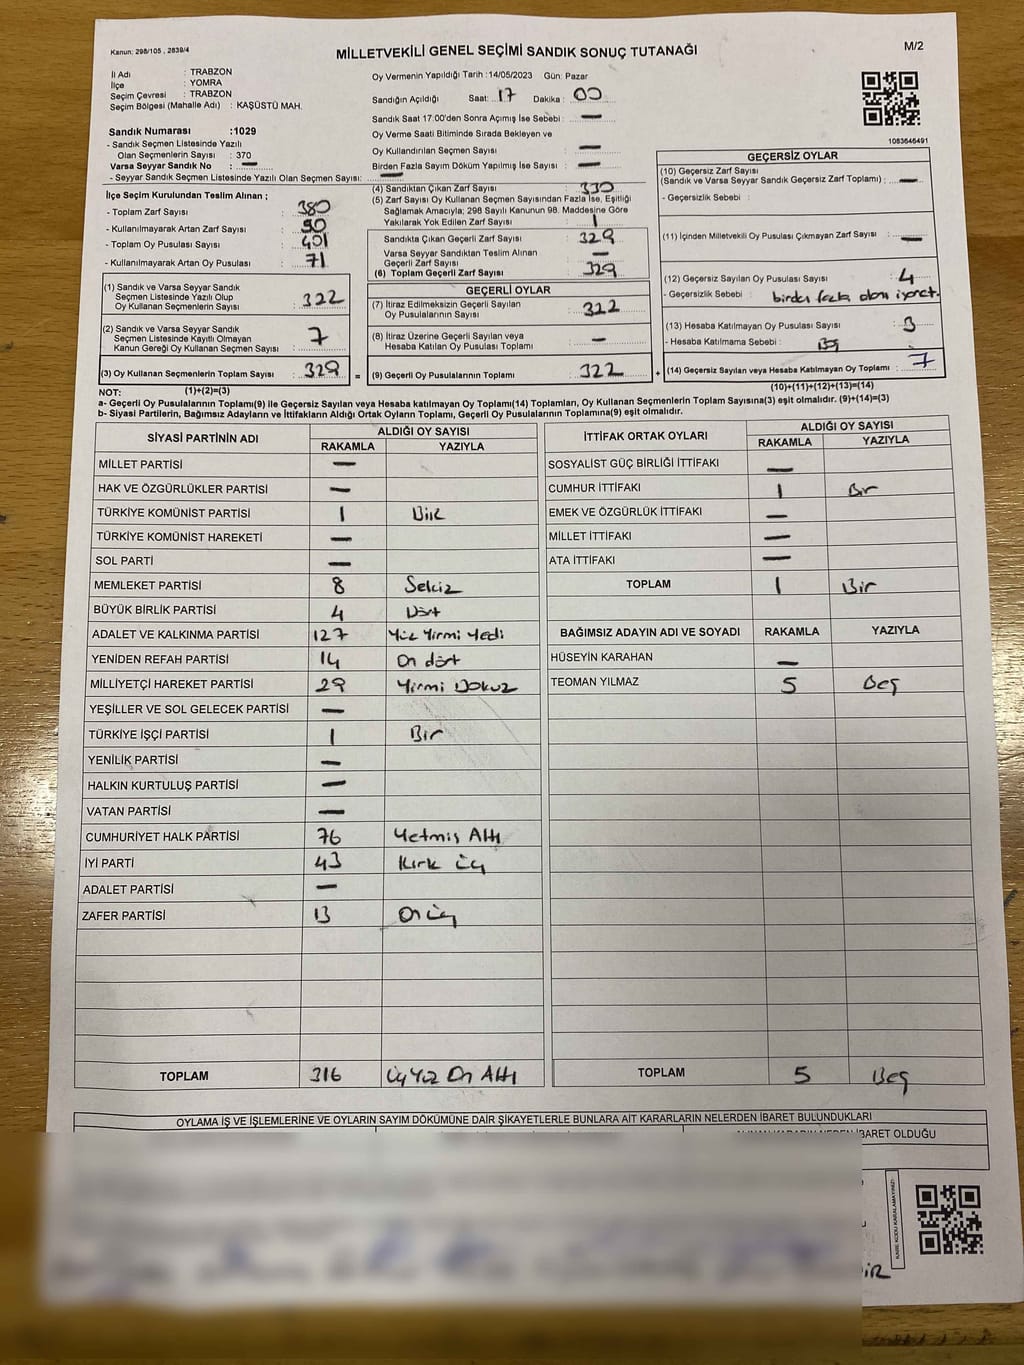 Kanun: 298/105 , 2839/4
MİLLETVEKİLİ GENEL SEÇİMİ SANDIK SONUÇ TUTANAĞI
M/2
İl Adı : TRABZON
İlçe : YOMRA
Seçim Çevresi : TRABZON
Seçim Bölgesi (Mahalle Adı) : KAŞÜSTÜ MAH.
Sandık Numarası :1029
- Sandık Seçmen Listesinde Yazılı
Olan Seçmenlerin Sayısı : 370
Varsa Seyyar Sandık No : —
- Seyyar Sandık Seçmen Listesinde Yazılı Olan Seçmen Sayısı: —
Oy Vermenin Yapıldığı Tarih :14/05/2023 Gün: Pazar
Sandığın Açıldığı Saat: 17 Dakika : 00
Sandık Saat 17:00'den Sonra Açımış İse Sebebi : —
Oy Verme Saati Bitiminde Sırada Bekleyen ve
Oy Kullandırılan Seçmen Sayısı : —
Birden Fazla Sayım Döküm Yapılmış İse Sayısı : —
1083646491
İlçe Seçim Kurulundan Teslim Alınan ;
- Toplam Zarf Sayısı : 380
- Kullanılmayarak Artan Zarf Sayısı : 50
- Toplam Oy Pusulası Sayısı : 401
- Kullanılmayarak Artan Oy Pusulası : 71
(4) Sandıktan Çıkan Zarf Sayısı : 330
(5) Zarf Sayısı Oy Kullanan Seçmen Sayısından Fazla İse, Eşitliği
Sağlamak Amacıyla; 298 Sayılı Kanunun 98. Maddesine Göre
Yakılarak Yok Edilen Zarf Sayısı : 1
Sandıkta Çıkan Geçerli Zarf Sayısı : 329
Varsa Seyyar Sandıktan Teslim Alınan
Geçerli Zarf Sayısı : —
(6) Toplam Geçerli Zarf Sayısı : 329
GEÇERSİZ OYLAR
(10) Geçersiz Zarf Sayısı
(Sandık ve Varsa Seyyar Sandık Geçersiz Zarf Toplamı) : —
- Geçersizlik Sebebi :
(11) İçinden Milletvekili Oy Pusulası Çıkmayan Zarf Sayısı : —
(12) Geçersiz Sayılan Oy Pusulası Sayısı : 4
- Geçersizlik Sebebi : birden fazla alana işaret.
(13) Hesaba Katılmayan Oy Pusulası Sayısı : 3
- Hesaba Katılmama Sebebi : Boş
(14) Geçersiz Sayılan veya Hesaba Katılmayan Oy Toplamı : 7
(10)+(11)+(12)+(13)=(14)
(1) Sandık ve Varsa Seyyar Sandık
Seçmen Listesinde Yazılı Olup
Oy Kullanan Seçmenlerin Sayısı : 322
(2) Sandık ve Varsa Seyyar Sandık
Seçmen Listesinde Kayıtlı Olmayan
Kanun Gereği Oy Kullanan Seçmen Sayısı : 7
(3) Oy Kullanan Seçmenlerin Toplam Sayısı : 329 =
(1)+(2)=(3)
GEÇERLİ OYLAR
(7) İtiraz Edilmeksizin Geçerli Sayılan
Oy Pusulalarının Sayısı : 322
(8) İtiraz Üzerine Geçerli Sayılan veya
Hesaba Katılan Oy Pusulası Toplamı : —
(9) Geçerli Oy Pusulalarının Toplamı : 322 +
NOT:
a- Geçerli Oy Pusulalarının Toplamı(9) ile Geçersiz Sayılan veya Hesaba katılmayan Oy Toplamı(14) Toplamları, Oy Kullanan Seçmenlerin Toplam Sayısına(3) eşit olmalıdır. (9)+(14)=(3)
b- Siyasi Partilerin, Bağımsız Adayların ve İttifakların Aldığı Ortak Oyların Toplamı, Geçerli Oy Pusulalarının Toplamına(9) eşit olmalıdır.
SİYASİ PARTİNİN ADI ALDIĞI OY SAYISI
RAKAMLA YAZIYLA
MİLLET PARTİSİ —
HAK VE ÖZGÜRLÜKLER PARTİSİ —
TÜRKİYE KOMÜNİST PARTİSİ 1 BİR
TÜRKİYE KOMÜNİST HAREKETİ —
SOL PARTİ —
MEMLEKET PARTİSİ 8 Sekiz
BÜYÜK BİRLİK PARTİSİ 4 Dört
ADALET VE KALKINMA PARTİSİ 127 Yüz Yirmi Yedi
YENİDEN REFAH PARTİSİ 14 On dört
MİLLİYETÇİ HAREKET PARTİSİ 29 Yirmi Dokuz
YEŞİLLER VE SOL GELECEK PARTİSİ —
TÜRKİYE İŞÇİ PARTİSİ 1 Bir
YENİLİK PARTİSİ —
HALKIN KURTULUŞ PARTİSİ —
VATAN PARTİSİ —
CUMHURİYET HALK PARTİSİ 76 Yetmiş Altı
İYİ PARTİ 43 Kırk üç
ADALET PARTİSİ —
ZAFER PARTİSİ 13 On üç
TOPLAM 316 üç Yüz On Altı
İTTİFAK ORTAK OYLARI ALDIĞI OY SAYISI
RAKAMLA YAZIYLA
SOSYALİST GÜÇ BİRLİĞİ İTTİFAKI —
CUMHUR İTTİFAKI 1 Bir
EMEK VE ÖZGÜRLÜK İTTİFAKI —
MİLLET İTTİFAKI —
ATA İTTİFAKI —
TOPLAM 1 Bir
BAĞIMSIZ ADAYIN ADI VE SOYADI RAKAMLA YAZIYLA
HÜSEYİN KARAHAN —
TEOMAN YILMAZ 5 Beş
TOPLAM 5 Beş
OYLAMA İŞ VE İŞLEMLERİNE VE OYLARIN SAYIM DÖKÜMÜNE DAİR ŞİKAYETLERLE BUNLARA AİT KARARLARIN NELERDEN İBARET BULUNDUKLARI
İBARET OLDUĞU